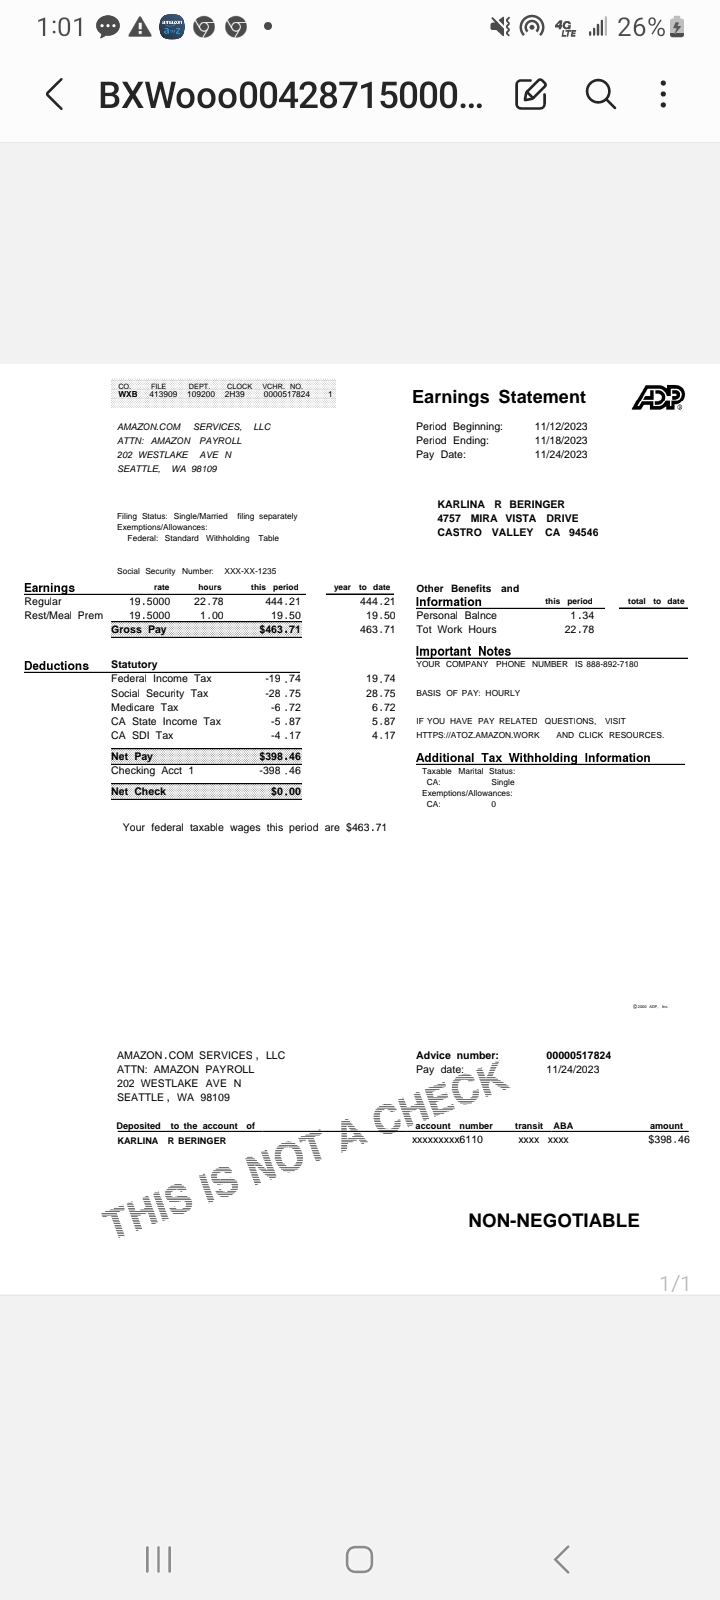 1:01 amazon a to z 4G LTE 26%
BXWooo00428715000...
CO. FILE DEPT. CLOCK VCHR. NO.
WXB 413909 109200 2H39 0000517824 1
Earnings Statement ADP
AMAZON.COM SERVICES, LLC
ATTN: AMAZON PAYROLL
202 WESTLAKE AVE N
SEATTLE, WA 98109
Period Beginning: 11/12/2023
Period Ending: 11/18/2023
Pay Date: 11/24/2023
KARLINA R BERINGER
4757 MIRA VISTA DRIVE
CASTRO VALLEY CA 94546
Filing Status: Single/Married filing separately
Exemptions/Allowances:
Federal: Standard Withholding Table
Social Security Number: XXX-XX-1235
Earnings rate hours this period year to date
Regular 19.5000 22.78 444.21 444.21
Rest/Meal Prem 19.5000 1.00 19.50 19.50
Gross Pay $463.71 463.71
Deductions Statutory
Federal Income Tax -19.74 19.74
Social Security Tax -28.75 28.75
Medicare Tax -6.72 6.72
CA State Income Tax -5.87 5.87
CA SDI Tax -4.17 4.17
Net Pay $398.46
Checking Acct 1 -398.46
Net Check $0.00
Your federal taxable wages this period are $463.71
Other Benefits and
Information this period total to date
Personal Balnce 1.34
Tot Work Hours 22.78
Important Notes
YOUR COMPANY PHONE NUMBER IS 888-892-7180
BASIS OF PAY: HOURLY
IF YOU HAVE PAY RELATED QUESTIONS, VISIT
HTTPS://ATOZ.AMAZON.WORK AND CLICK RESOURCES.
Additional Tax Withholding Information
Taxable Marital Status:
CA: Single
Exemptions/Allowances:
CA: 0
AMAZON.COM SERVICES, LLC
ATTN: AMAZON PAYROLL
202 WESTLAKE AVE N
SEATTLE, WA 98109
Advice number: 00000517824
Pay date: 11/24/2023
THIS IS NOT A CHECK
Deposited to the account of account number transit ABA amount
KARLINA R BERINGER xxxxxxxxx6110 xxxx xxxx $398.46
NON-NEGOTIABLE
1/1